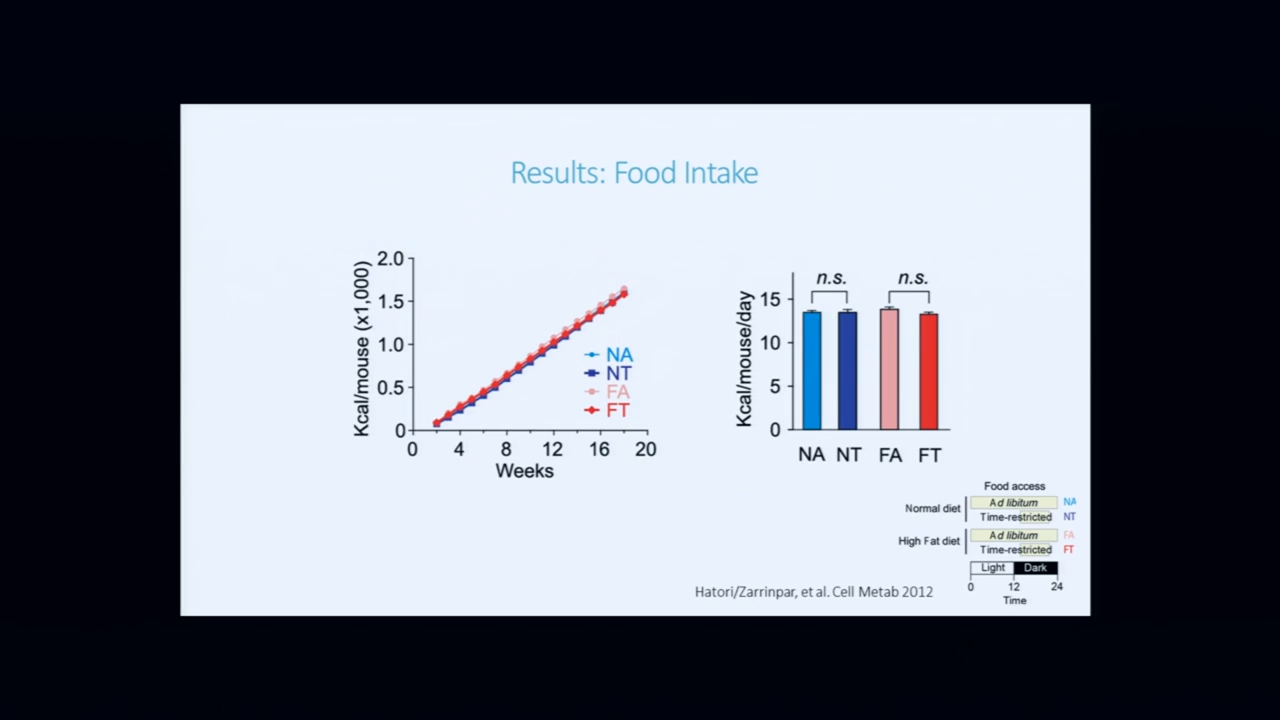 Results: Food Intake
Kcal/mouse (x1,000)
2.0
1.5
1.0
0.5
0
0 4 8 12 16 20
Weeks
NA
NT
FA
FT
Kcal/mouse/day
15
10
5
0
n.s. n.s.
NA NT FA FT
Food access
Normal diet
Ad libitum NA
Time-restricted NT
High Fat diet
Ad libitum FA
Time-restricted FT
Light Dark
0 12 24
Time
Hatori/Zarrinpar, et al. Cell Metab 2012